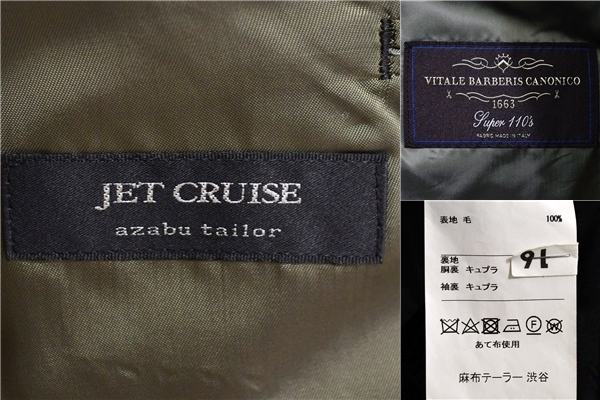 JET CRUISE
azabu tailor
VITALE BARBERIS CANONICO
1663
Super 110's
FABRIC MADE IN ITALY
表地 毛 100%
裏地
胴裏 キュプラ
袖裏 キュプラ
91
あて布使用
麻布テーラー 渋谷